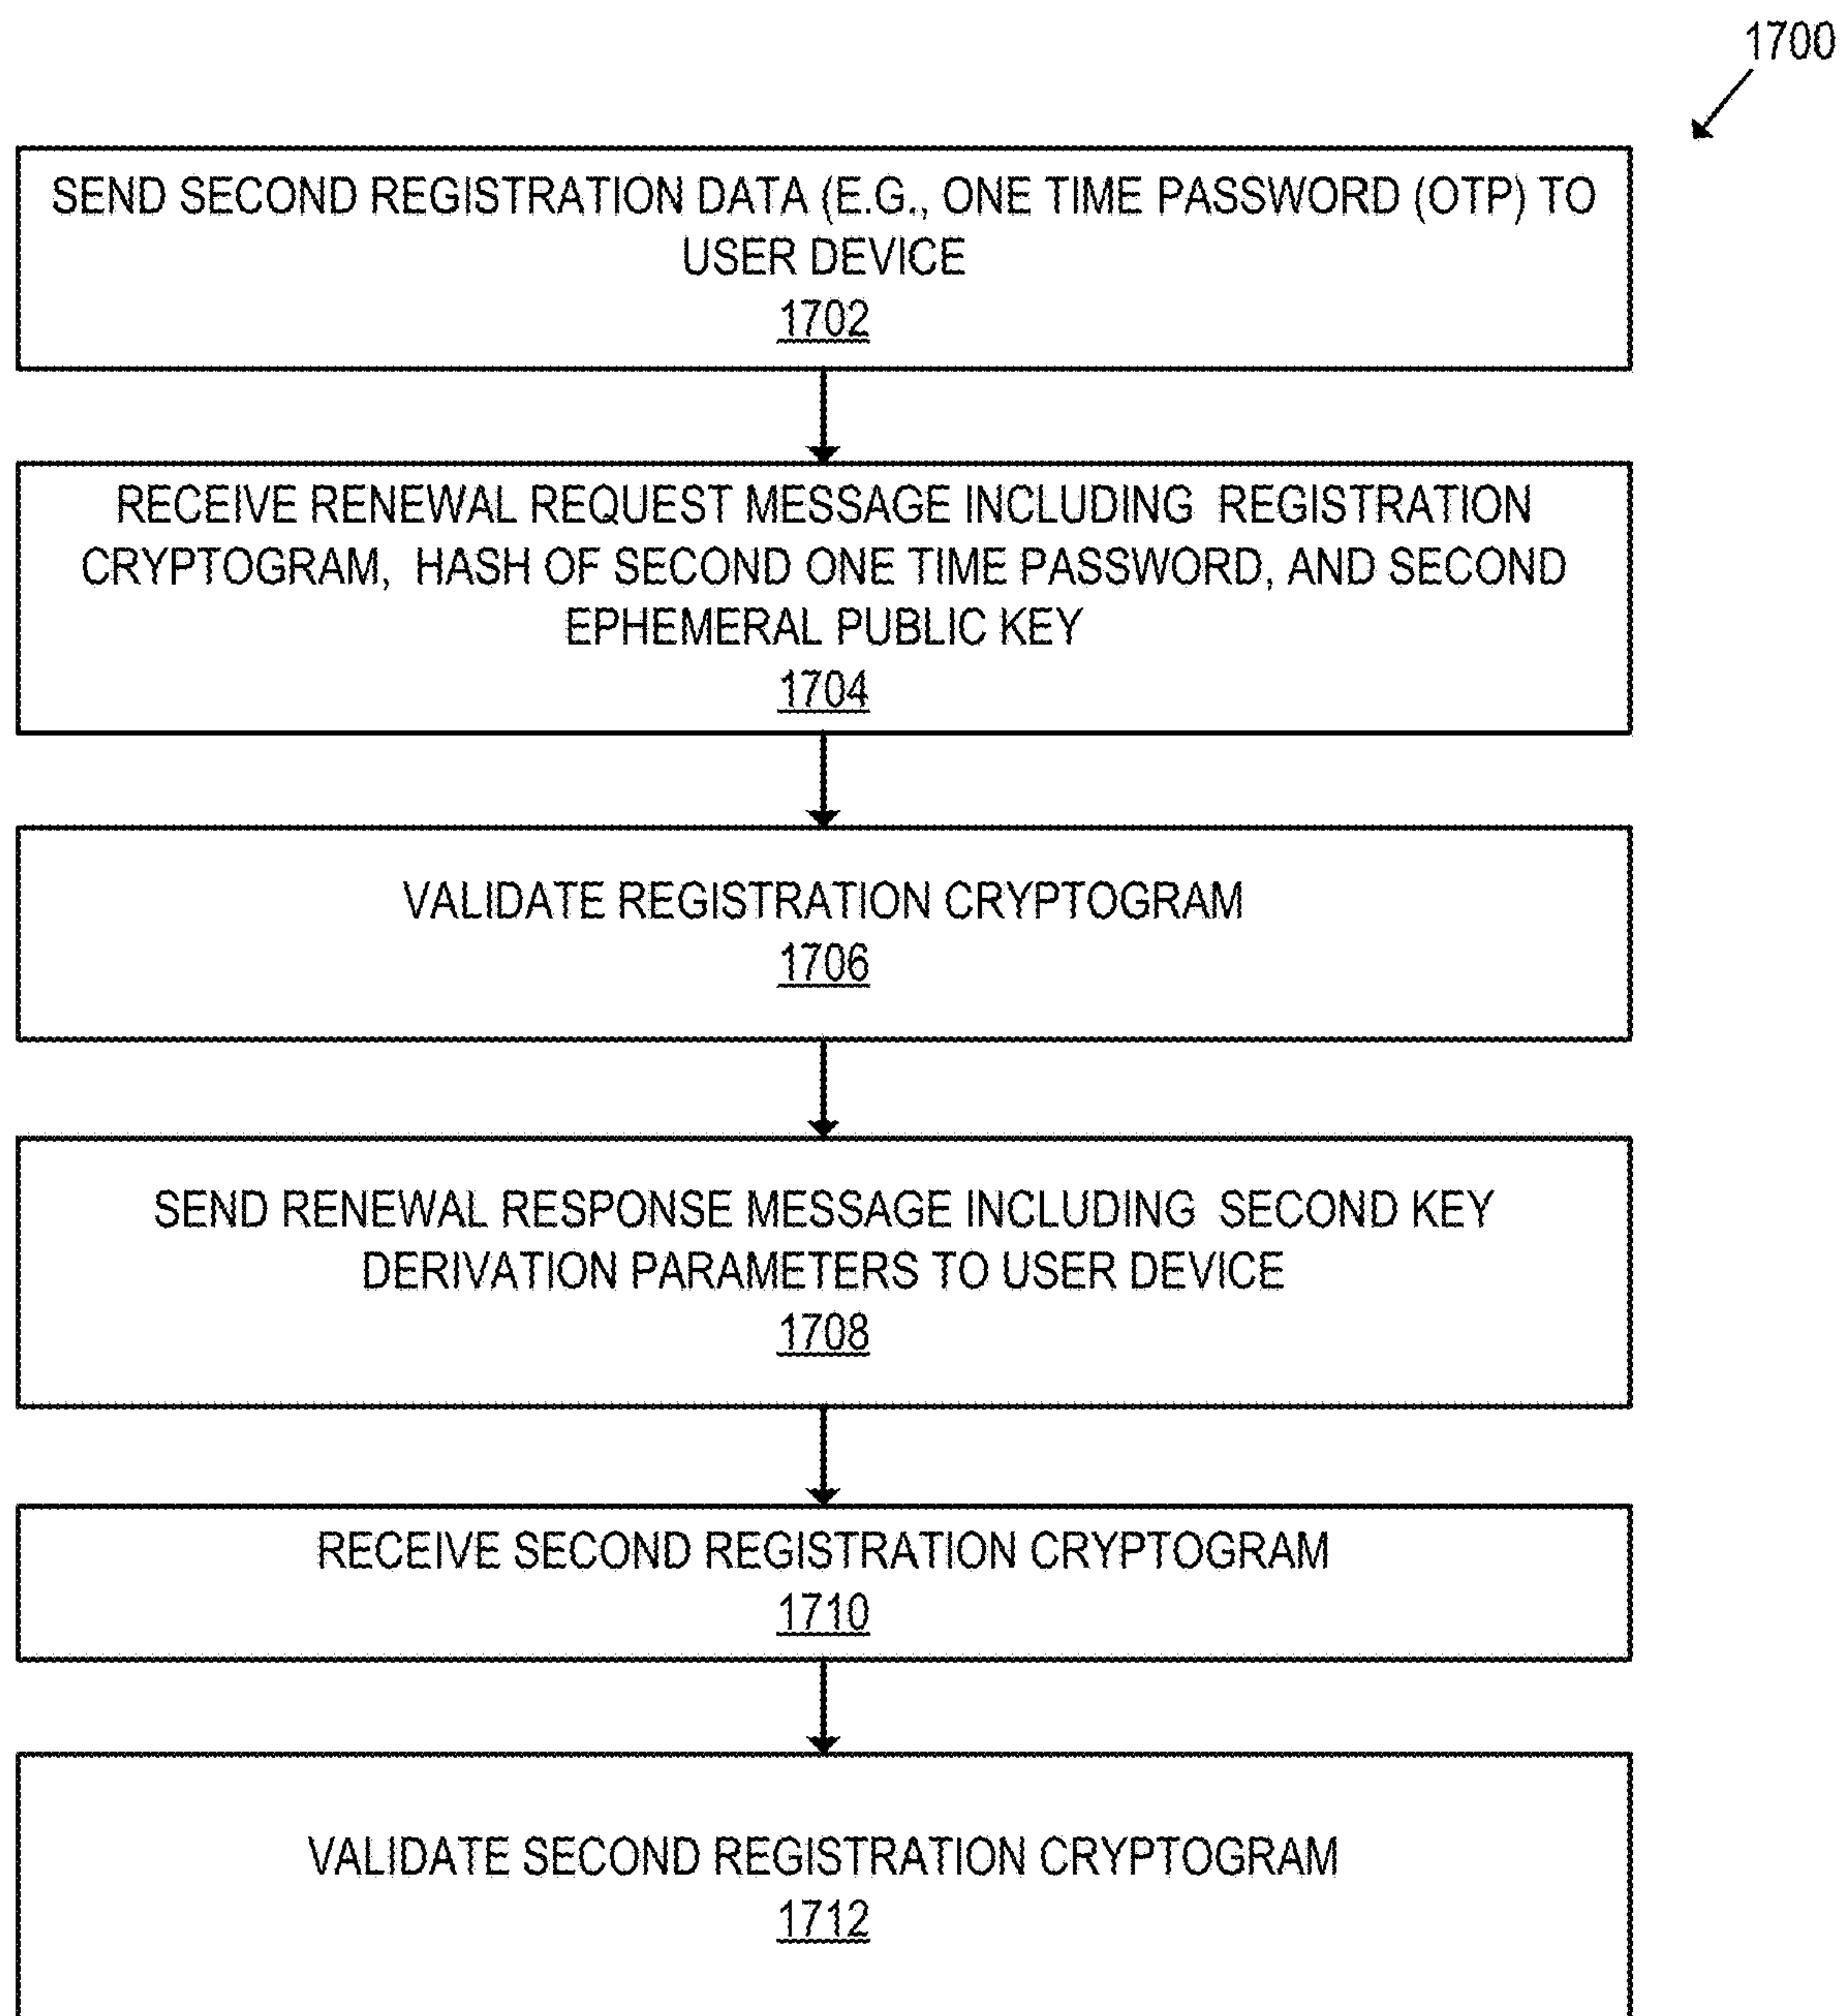 1700
SEND SECOND REGISTRATION DATA (E.G., ONE TIME PASSWORD (OTP) TO
USER DEVICE
1702
RECEIVE RENEWAL REQUEST MESSAGE INCLUDING REGISTRATION
CRYPTOGRAM, HASH OF SECOND ONE TIME PASSWORD, AND SECOND
EPHEMERAL PUBLIC KEY
1704
VALIDATE REGISTRATION CRYPTOGRAM
1706
SEND RENEWAL RESPONSE MESSAGE INCLUDING SECOND KEY
DERIVATION PARAMETERS TO USER DEVICE
1708
RECEIVE SECOND REGISTRATION CRYPTOGRAM
1710
VALIDATE SECOND REGISTRATION CRYPTOGRAM
1712